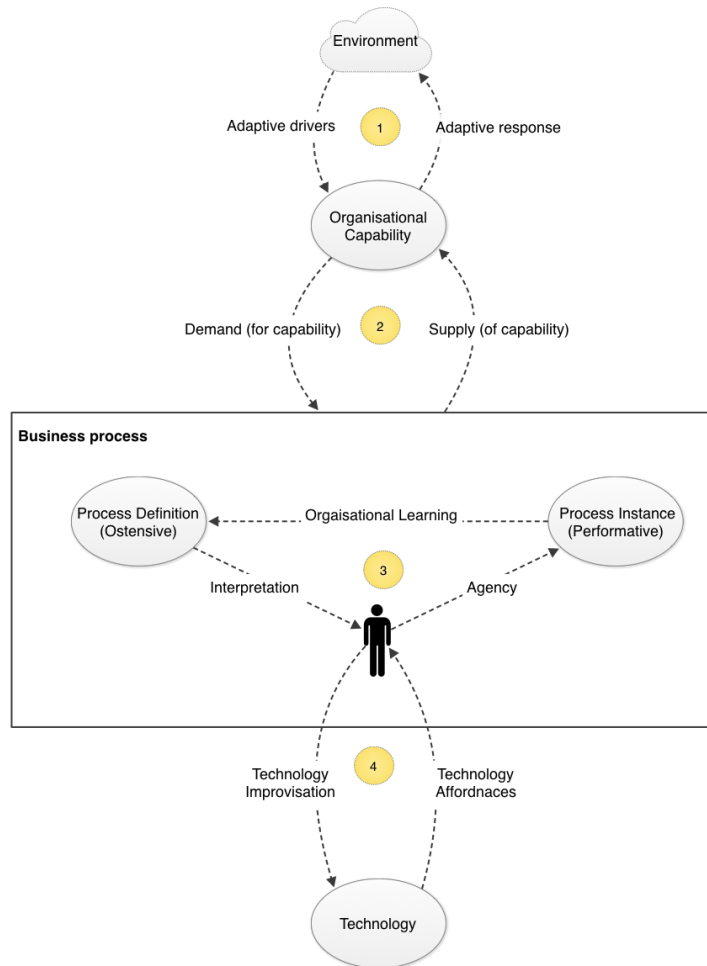 Environment
Adaptive drivers
1
Adaptive response
Organisational
Capability
Demand (for capability)
2
Supply (of capability)
Business process
Process Definition
(Ostensive)
Orgaisational Learning
Process Instance
(Performative)
3
Interpretation
Agency
4
Technology
Improvisation
Technology
Affordnaces
Technology